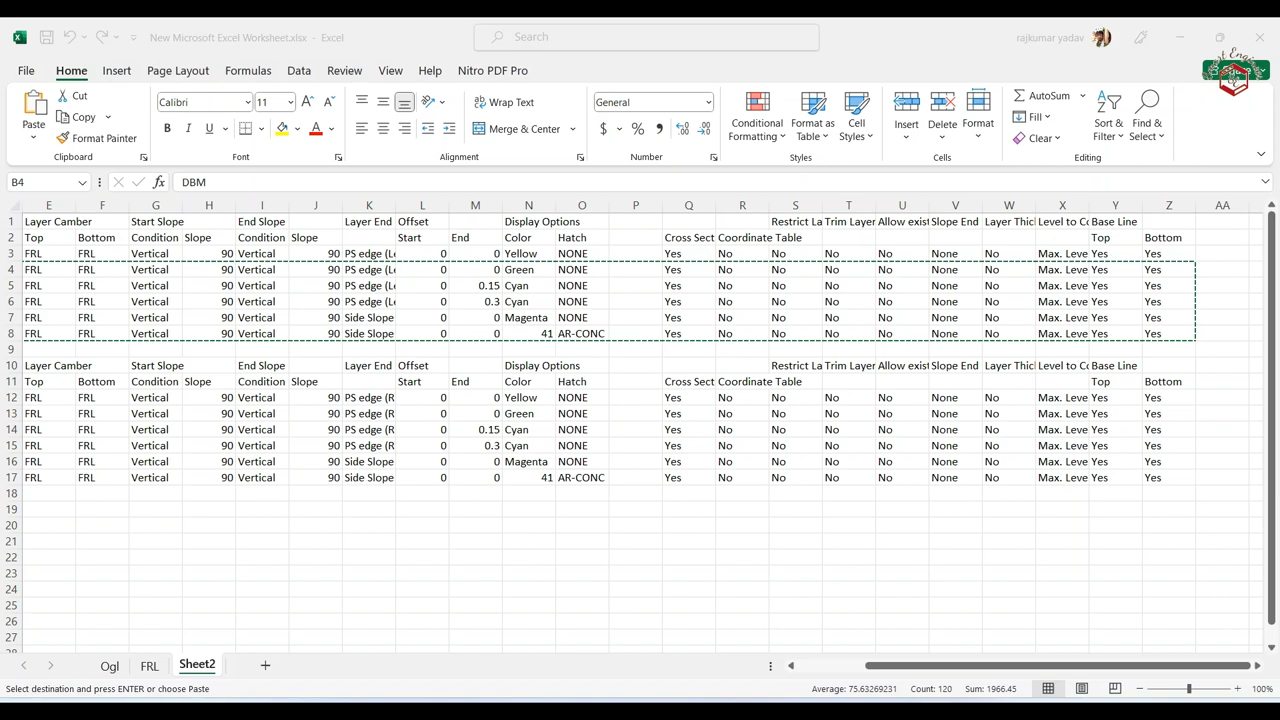 New Microsoft Excel Worksheet.xlsx - Excel
Search
rajkumar yadav
File Home Insert Page Layout Formulas Data Review View Help Nitro PDF Pro
Paste
Cut
Copy
Format Painter
Clipboard
Calibri 11
B I U
Font
Wrap Text
Merge & Center
Alignment
General
$ % 9
Number
Conditional Formatting
Format as Table
Cell Styles
Styles
Insert
Delete
Format
Cells
AutoSum
Fill
Clear
Sort & Filter
Find & Select
Editing
B4 fx DBM
E F G H I J K L M N O P Q R S T U V W X Y Z AA
1 Layer Camber Start Slope End Slope Layer End Offset Display Options Restrict La Trim Layer Allow exist Slope End Layer Thic Level to Co Base Line
2 Top Bottom Condition Slope Condition Slope Start End Color Hatch Cross Sect Coordinate Table Top Bottom
3 FRL FRL Vertical 90 Vertical 90 PS edge (Le 0 0 Yellow NONE Yes No No No No None No Max. Leve Yes Yes
4 FRL FRL Vertical 90 Vertical 90 PS edge (Le 0 0 Green NONE Yes No No No No None No Max. Leve Yes Yes
5 FRL FRL Vertical 90 Vertical 90 PS edge (Le 0 0.15 Cyan NONE Yes No No No No None No Max. Leve Yes Yes
6 FRL FRL Vertical 90 Vertical 90 PS edge (Le 0 0.3 Cyan NONE Yes No No No No None No Max. Leve Yes Yes
7 FRL FRL Vertical 90 Vertical 90 Side Slope 0 0 Magenta NONE Yes No No No No None No Max. Leve Yes Yes
8 FRL FRL Vertical 90 Vertical 90 Side Slope 0 0 41 AR-CONC Yes No No No No None No Max. Leve Yes Yes
9
10 Layer Camber Start Slope End Slope Layer End Offset Display Options Restrict La Trim Layer Allow exist Slope End Layer Thic Level to Co Base Line
11 Top Bottom Condition Slope Condition Slope Start End Color Hatch Cross Sect Coordinate Table Top Bottom
12 FRL FRL Vertical 90 Vertical 90 PS edge (R 0 0 Yellow NONE Yes No No No No None No Max. Leve Yes Yes
13 FRL FRL Vertical 90 Vertical 90 PS edge (R 0 0 Green NONE Yes No No No No None No Max. Leve Yes Yes
14 FRL FRL Vertical 90 Vertical 90 PS edge (R 0 0.15 Cyan NONE Yes No No No No None No Max. Leve Yes Yes
15 FRL FRL Vertical 90 Vertical 90 PS edge (R 0 0.3 Cyan NONE Yes No No No No None No Max. Leve Yes Yes
16 FRL FRL Vertical 90 Vertical 90 Side Slope 0 0 Magenta NONE Yes No No No No None No Max. Leve Yes Yes
17 FRL FRL Vertical 90 Vertical 90 Side Slope 0 0 41 AR-CONC Yes No No No No None No Max. Leve Yes Yes
18
19
20
21
22
23
24
25
26
27
Ogl FRL Sheet2
Select destination and press ENTER or choose Paste Average: 75.63269231 Count: 120 Sum: 1966.45 100%